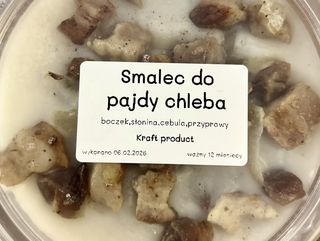 Smalec do
pajdy chleba
boczek,słonina,cebula,przyprawy
Kraft product
wykonano 06.02.2026 ważny 12 miesięcy